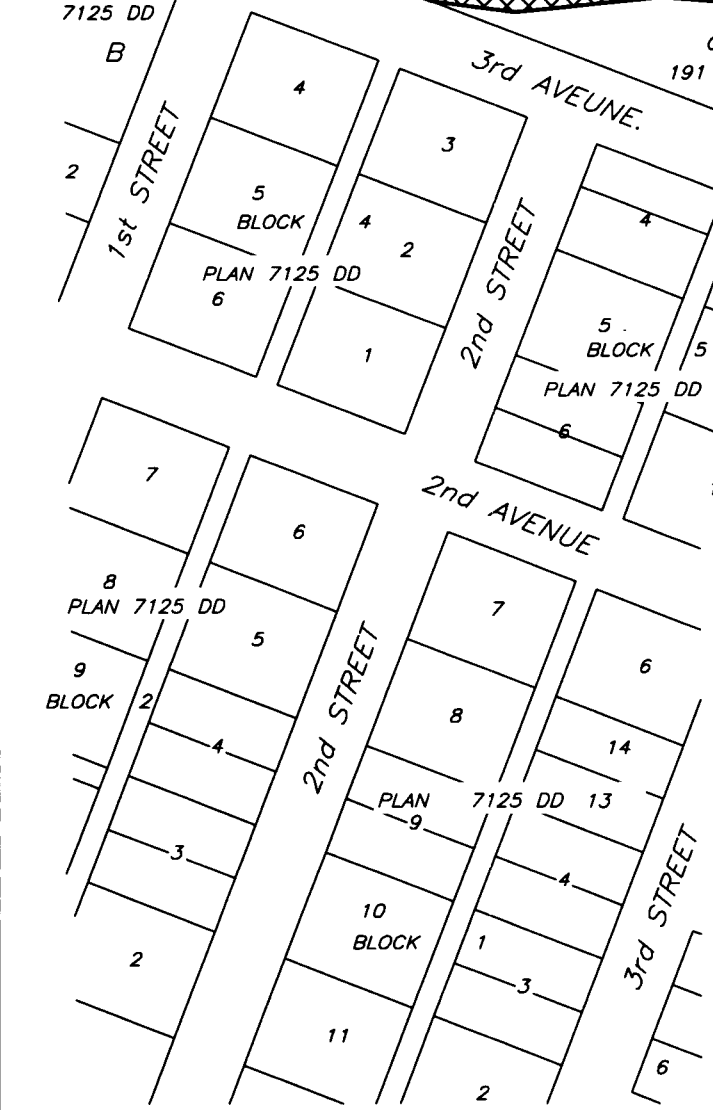 7125 DD
B
3rd AVEUNE.
191
4
3
2
1st STREET
5
BLOCK 4
2
4
PLAN 7125 DD
6
2nd STREET
1
5
BLOCK 5
PLAN 7125 DD
6
7
2nd AVENUE
6
8
PLAN 7125 DD
7
5
9
BLOCK 2
6
2nd STREET
8
4
14
PLAN 7125 DD 13
9
3
4
10
BLOCK 1
3rd STREET
2
3
11
6
2